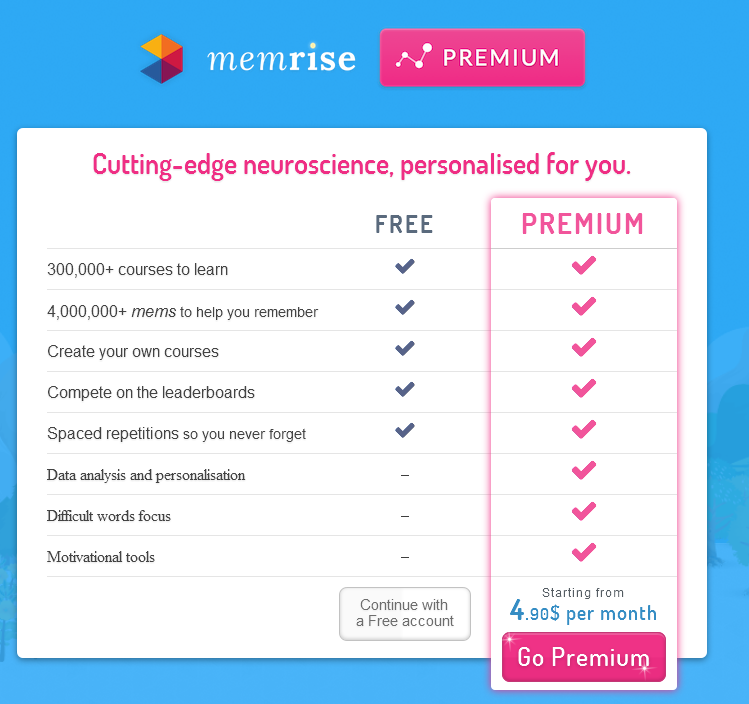 memrise
PREMIUM
Cutting-edge neuroscience, personalised for you.
FREE
PREMIUM
300,000+ courses to learn
4,000,000+ mems to help you remember
Create your own courses
Compete on the leaderboards
Spaced repetitions so you never forget
Data analysis and personalisation
–
Difficult words focus
–
Motivational tools
–
Continue with
a Free account
Starting from
4.90$ per month
Go Premium